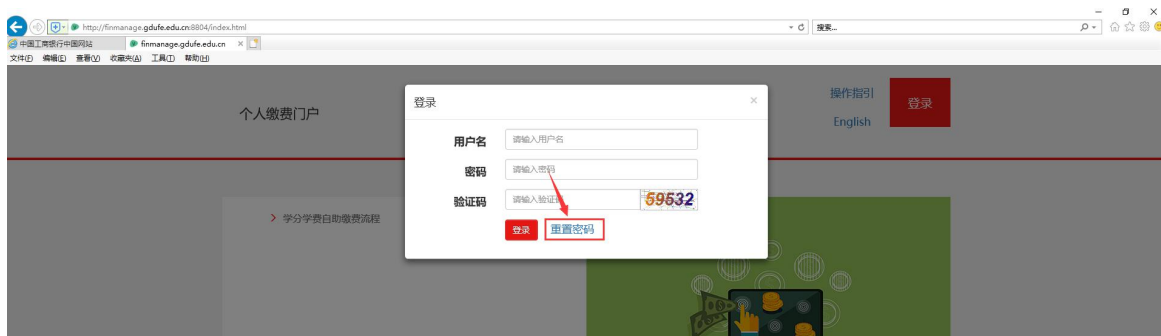 http://finmanage.gdufe.edu.cn:8804/index.html
搜索...
中国工商银行中国网站
finmanage.gdufe.edu.cn
文件(F) 编辑(E) 查看(V) 收藏夹(A) 工具(T) 帮助(H)
个人缴费门户
操作指引
English
登录
登录
用户名 请输入用户名
密码 请输入密码
验证码 请输入验证码 59532
登录 重置密码
学分学费自助缴费流程